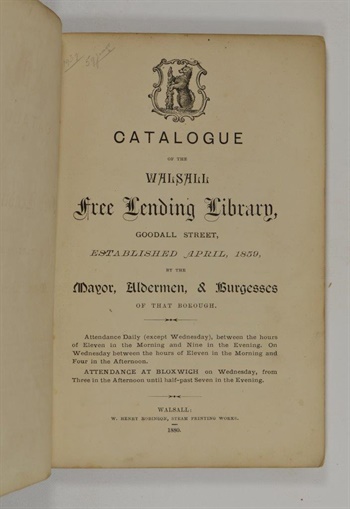 CATALOGUE
OF THE
WALSALL
Free Lending Library,
GOODALL STREET,
ESTABLISHED APRIL, 1859,
BY THE
Mayor, Aldermen, & Burgesses
OF THAT BOROUGH.
Attendance Daily (except Wednesday), between the hours
of Eleven in the Morning and Nine in the Evening. On
Wednesday between the hours of Eleven in the Morning and
Four in the Afternoon.
ATTENDANCE AT BLOXWICH on Wednesday, from
Three in the Afternoon until half-past Seven in the Evening.
WALSALL:
W. HENRY ROBINSON, STEAM PRINTING WORKS.
1880.